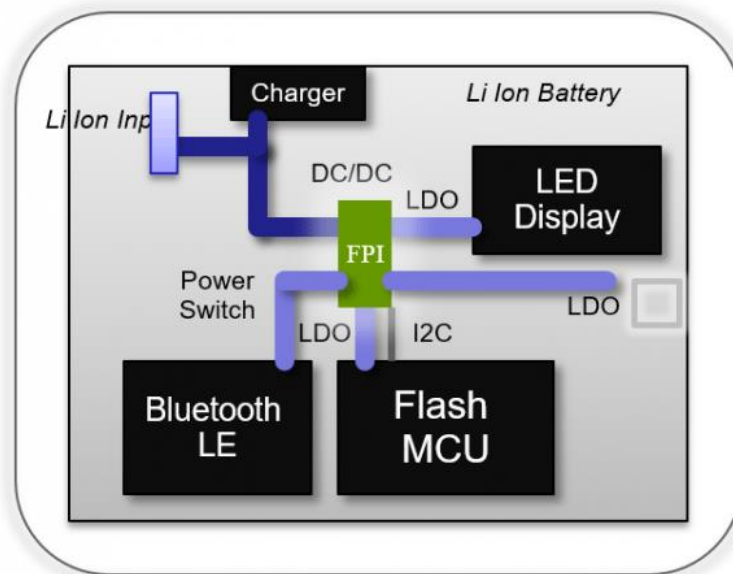 Charger
Li Ion Battery
Li Ion Inp
DC/DC
LDO
LED
Display
FPI
Power
Switch
LDO
LDO
I2C
Bluetooth
LE
Flash
MCU